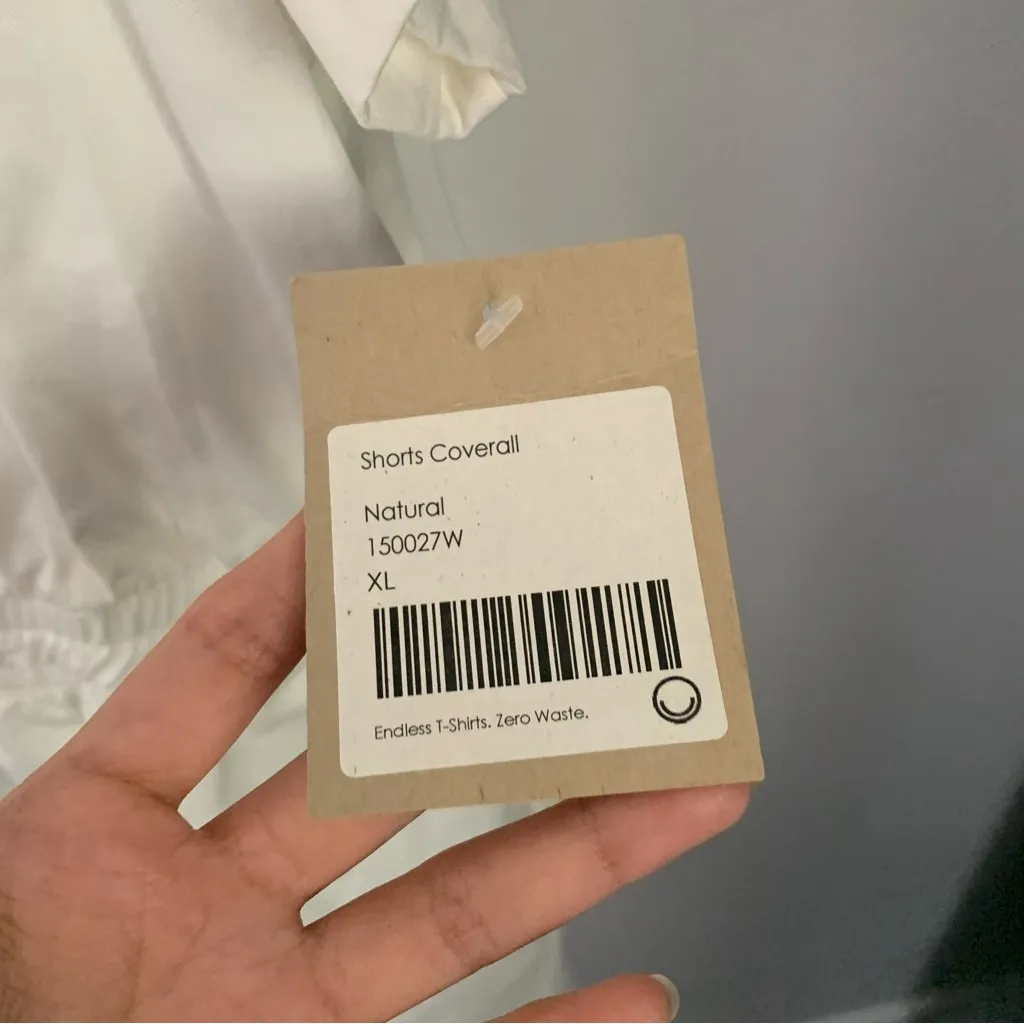 Shorts Coverall
Natural
150027W
XL
Endless T-Shirts. Zero Waste.